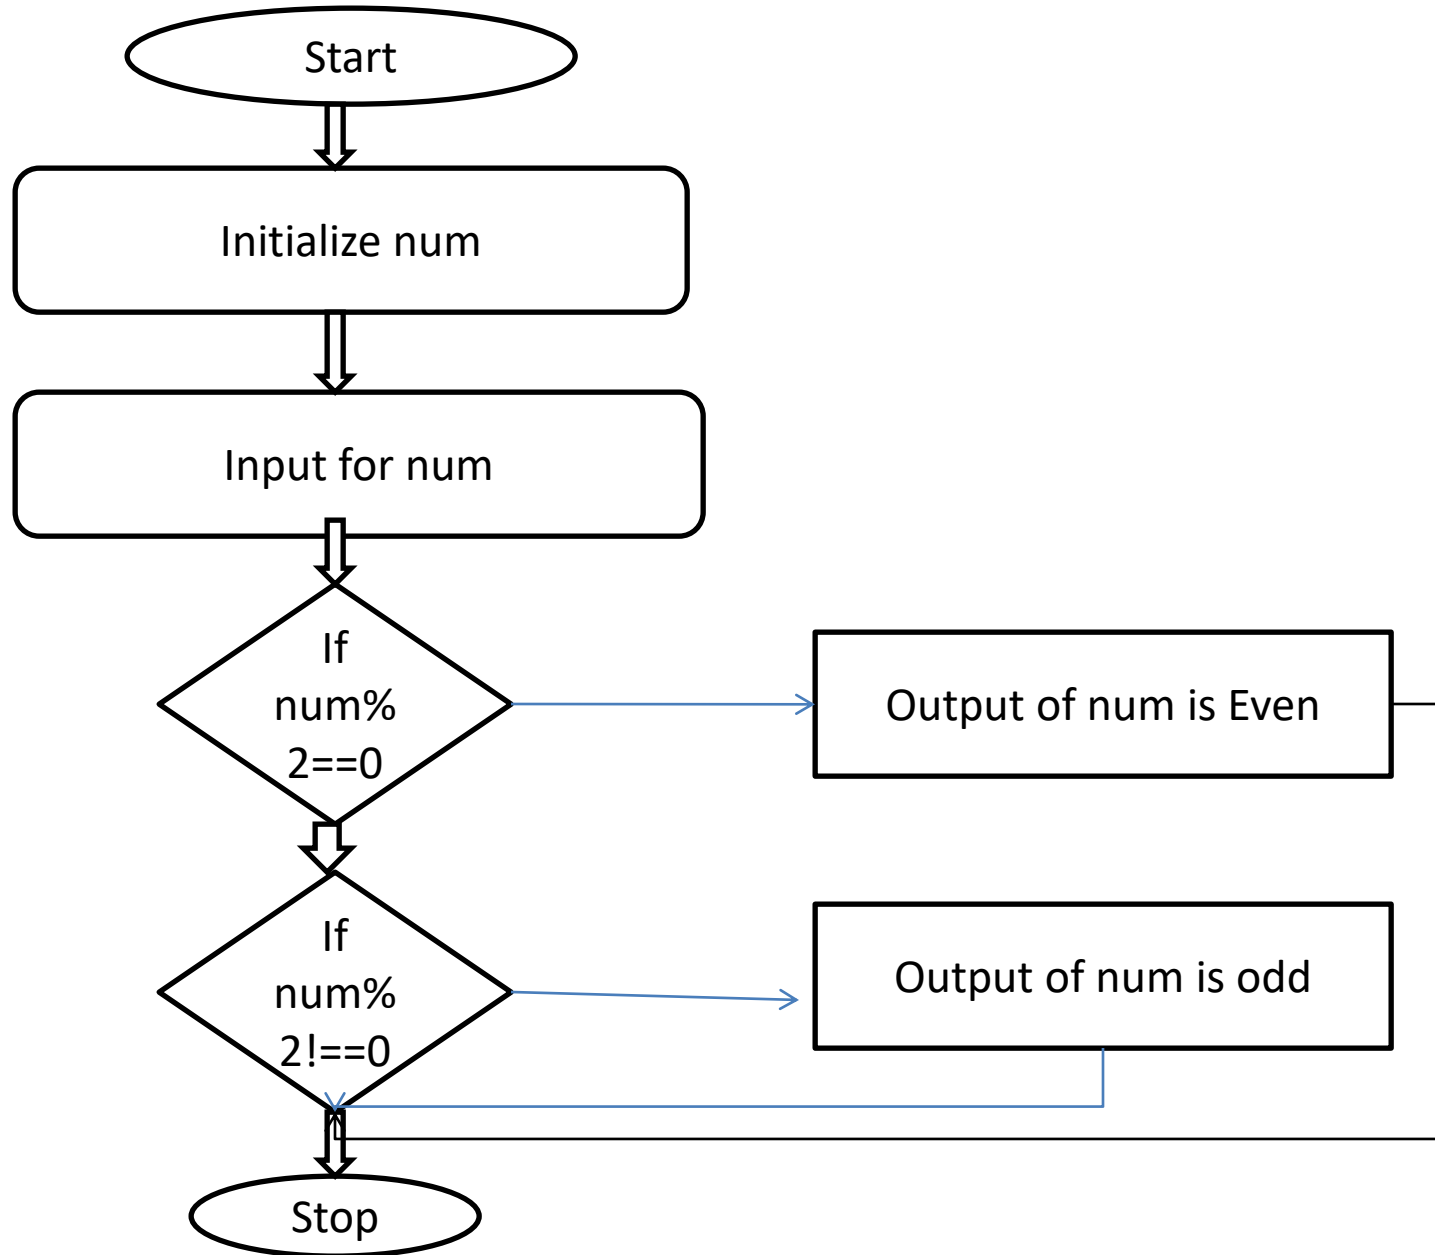 Start
Initialize num
Input for num
If
num%
2==0
Output of num is Even
If
num%
2!==0
Output of num is odd
Stop